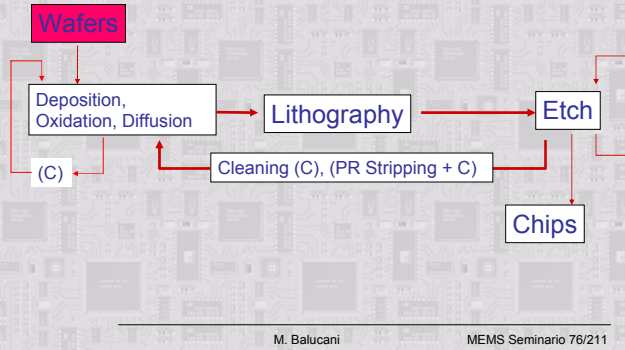 Wafers
Deposition,
Oxidation, Diffusion
Lithography
Etch
(C)
Cleaning (C), (PR Stripping + C)
Chips
M. Balucani
MEMS Seminario 76/211